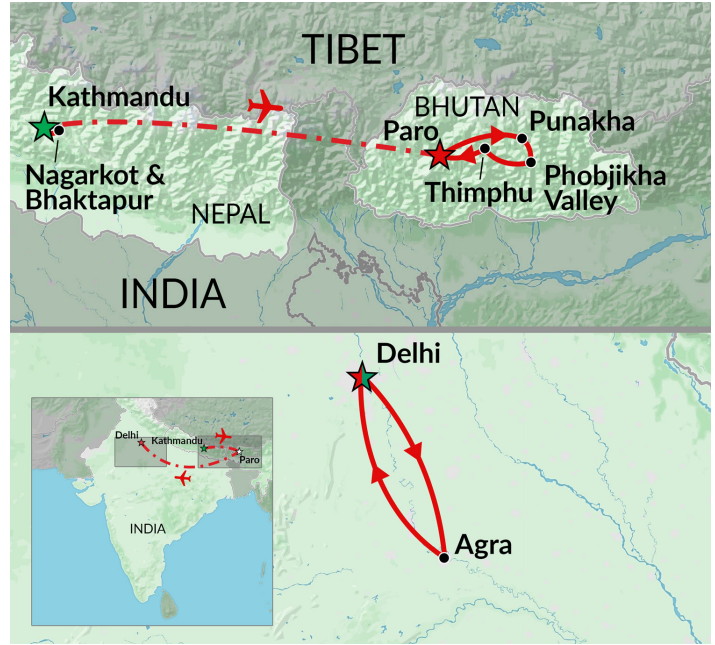 TIBET
Kathmandu
BHUTAN
Paro
Punakha
Nagarkot &
Bhaktapur
Thimphu
Phobjikha
Valley
NEPAL
INDIA
Delhi
Delhi
Kathmandu
Paro
INDIA
Agra